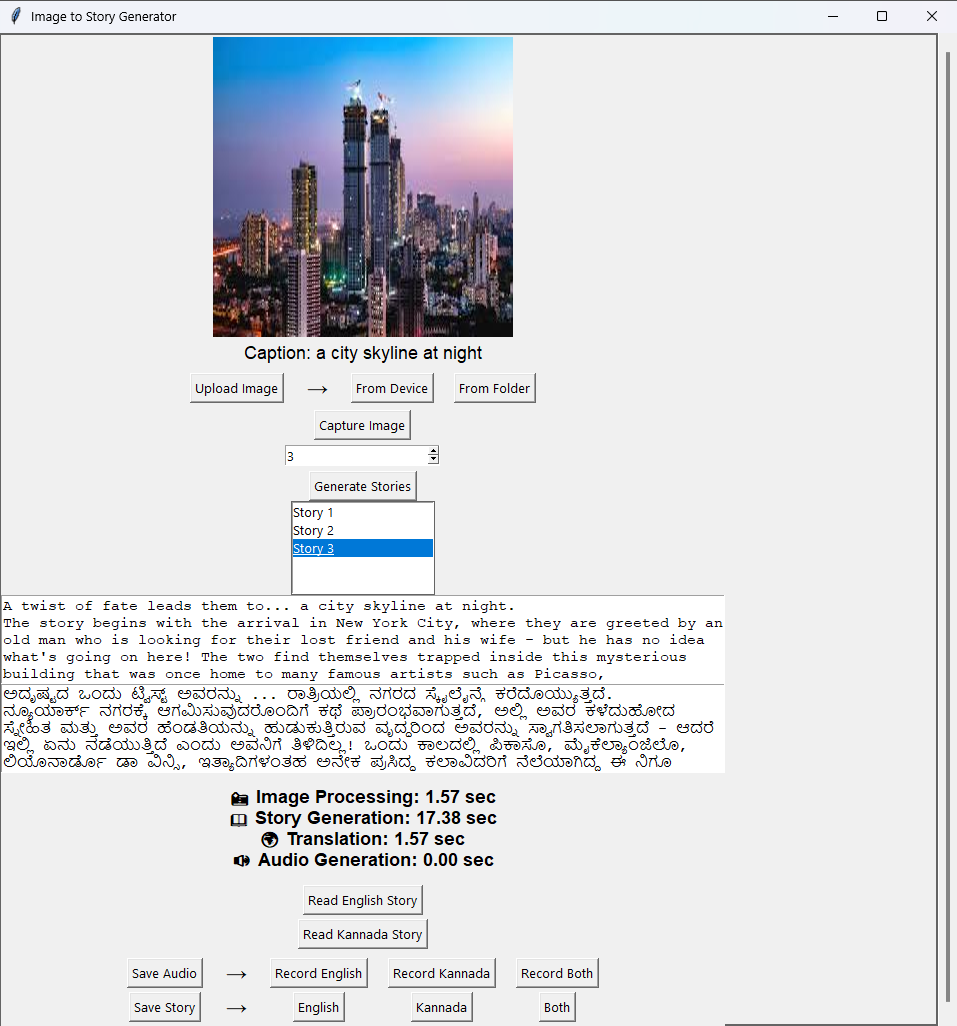 Image to Story Generator
Caption: a city skyline at night
Upload Image → From Device From Folder
Capture Image
3
Generate Stories
Story 1
Story 2
Story 3
A twist of fate leads them to... a city skyline at night.
The story begins with the arrival in New York City, where they are greeted by an
old man who is looking for their lost friend and his wife - but he has no idea
what's going on here! The two find themselves trapped inside this mysterious
building that was once home to many famous artists such as Picasso,
ಅದೃಷ್ಟದ ಒಂದು ಟ್ವಿಸ್ಟ್ ಅವರನ್ನು ... ರಾತ್ರಿಯಲ್ಲಿ ನಗರದ ಸ್ಕೈಲೈನ್ಗೆ ಕರೆದೊಯ್ಯುತ್ತದೆ.
ನ್ಯೂಯಾರ್ಕ್ ನಗರಕ್ಕೆ ಆಗಮಿಸುವುದರೊಂದಿಗೆ ಕಥೆ ಪ್ರಾರಂಭವಾಗುತ್ತದೆ, ಅಲ್ಲಿ ಅವರ ಕಳೆದುಹೋದ
ಸ್ನೇಹಿತ ಮತ್ತು ಅವರ ಹೆಂಡತಿಯನ್ನು ಹುಡುಕುತ್ತಿರುವ ವೃದ್ಧರಿಂದ ಅವರನ್ನು ಸ್ವಾಗತಿಸಲಾಗುತ್ತದೆ - ಆದರೆ
ಇಲ್ಲಿ ಏನು ನಡೆಯುತ್ತಿದೆ ಎಂದು ಅವನಿಗೆ ತಿಳಿದಿಲ್ಲ! ಒಂದು ಕಾಲದಲ್ಲಿ ಪಿಕಾಸೊ, ಮೈಕೆಲ್ಯಾಂಜೆಲೊ,
ಲಿಯೊನಾರ್ಡೊ ಡಾ ವಿನ್ಸಿ, ಇತ್ಯಾದಿಗಳಂತಹ ಅನೇಕ ಪ್ರಸಿದ್ಧ ಕಲಾವಿದರಿಗೆ ನೆಲೆಯಾಗಿದ್ದ ಈ ನಿಗೂ
Image Processing: 1.57 sec
Story Generation: 17.38 sec
Translation: 1.57 sec
Audio Generation: 0.00 sec
Read English Story
Read Kannada Story
Save Audio → Record English Record Kannada Record Both
Save Story → English Kannada Both